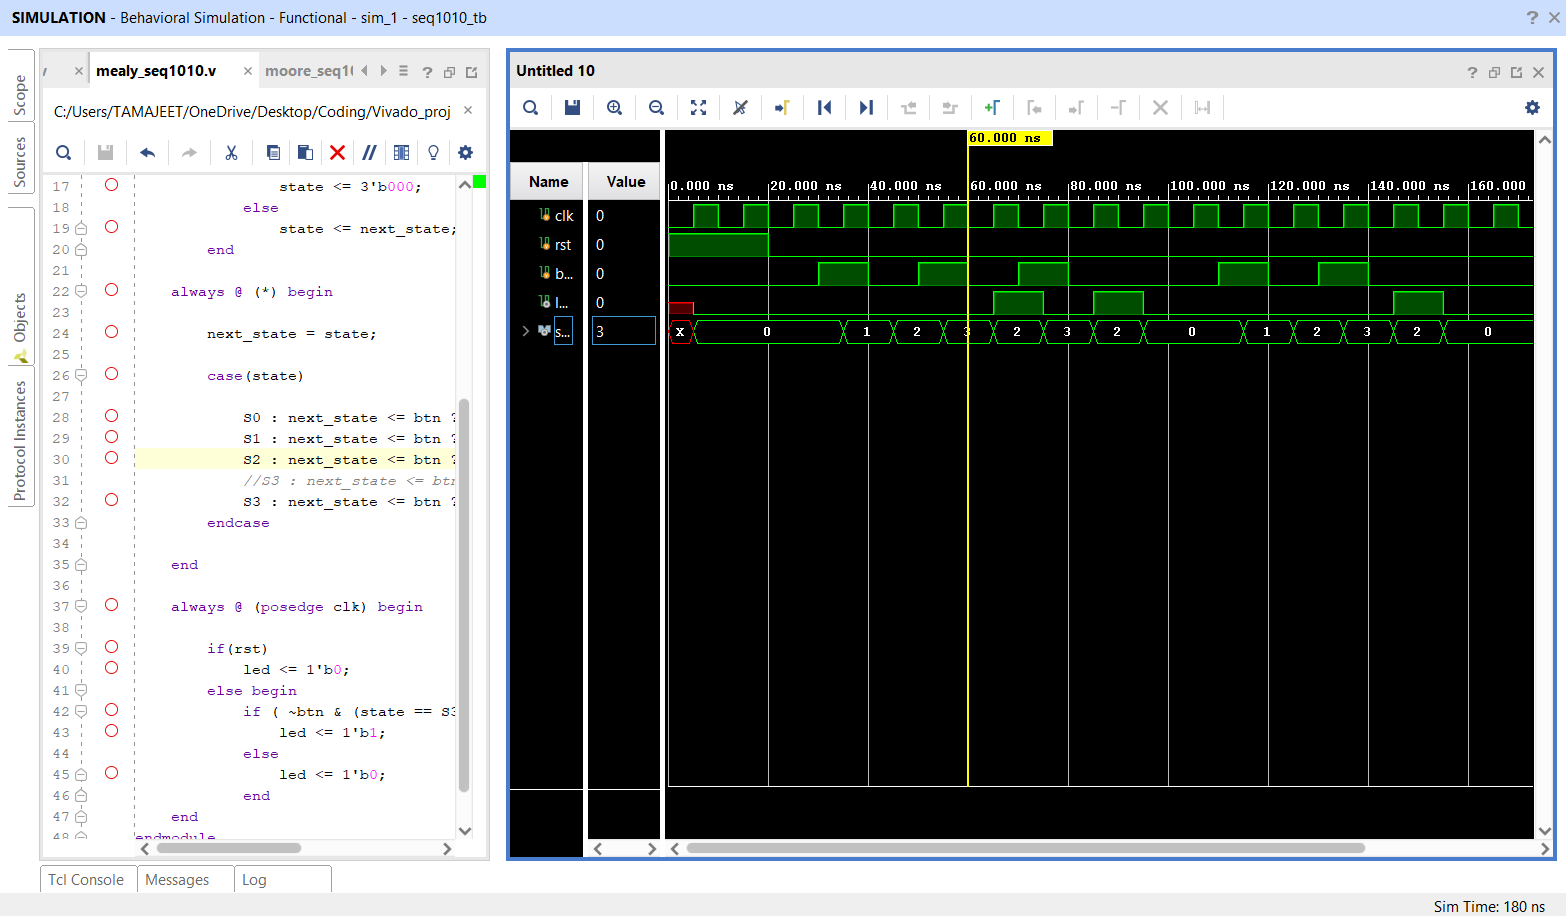 SIMULATION - Behavioral Simulation - Functional - sim_1 - seq1010_tb
Scope
Sources
Objects
Protocol Instances
mealy_seq1010.v
moore_seq1
C:/Users/TAMAJEET/OneDrive/Desktop/Coding/Vivado_proj
17 state <= 3'b000;
18 else
19 state <= next_state;
20 end
21
22 always @ (*) begin
23
24 next_state = state;
25
26 case(state)
27
28 S0 : next_state <= btn ?
29 S1 : next_state <= btn ?
30 S2 : next_state <= btn ?
31 //S3 : next_state <= btn
32 S3 : next_state <= btn ?
33 endcase
34
35 end
36
37 always @ (posedge clk) begin
38
39 if(rst)
40 led <= 1'b0;
41 else begin
42 if ( ~btn & (state == S3
43 led <= 1'b1;
44 else
45 led <= 1'b0;
46 end
47 end
48 endmodule
Untitled 10
60.000 ns
Name Value
0.000 ns 20.000 ns 40.000 ns 60.000 ns 80.000 ns 100.000 ns 120.000 ns 140.000 ns 160.000
clk 0
rst 0
b... 0
l... 0
s... 3 X 0 1 2 3 2 3 2 0 1 2 3 2 0
Tcl Console Messages Log
Sim Time: 180 ns